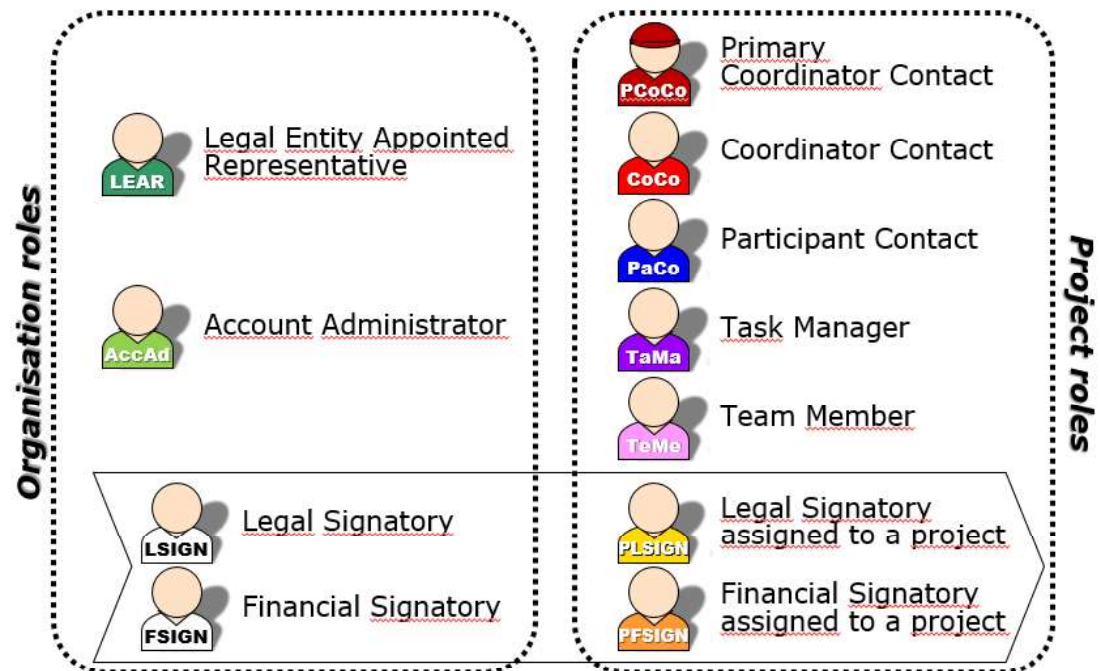 Organisation roles
LEAR
Legal Entity Appointed
Representative
AccAd
Account Administrator
LSIGN
Legal Signatory
FSIGN
Financial Signatory
PCoCo
Primary
Coordinator Contact
CoCo
Coordinator Contact
PaCo
Participant Contact
TaMa
Task Manager
TeMe
Team Member
PLSIGN
Legal Signatory
assigned to a project
PFSIGN
Financial Signatory
assigned to a project
Project roles